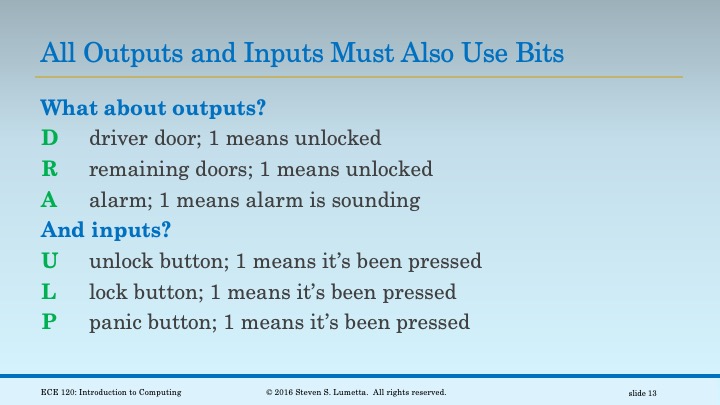 All Outputs and Inputs Must Also Use Bits
What about outputs?
D driver door; 1 means unlocked
R remaining doors; 1 means unlocked
A alarm; 1 means alarm is sounding
And inputs?
U unlock button; 1 means it’s been pressed
L lock button; 1 means it’s been pressed
P panic button; 1 means it’s been pressed
ECE 120: Introduction to Computing © 2016 Steven S. Lumetta. All rights reserved. slide 13